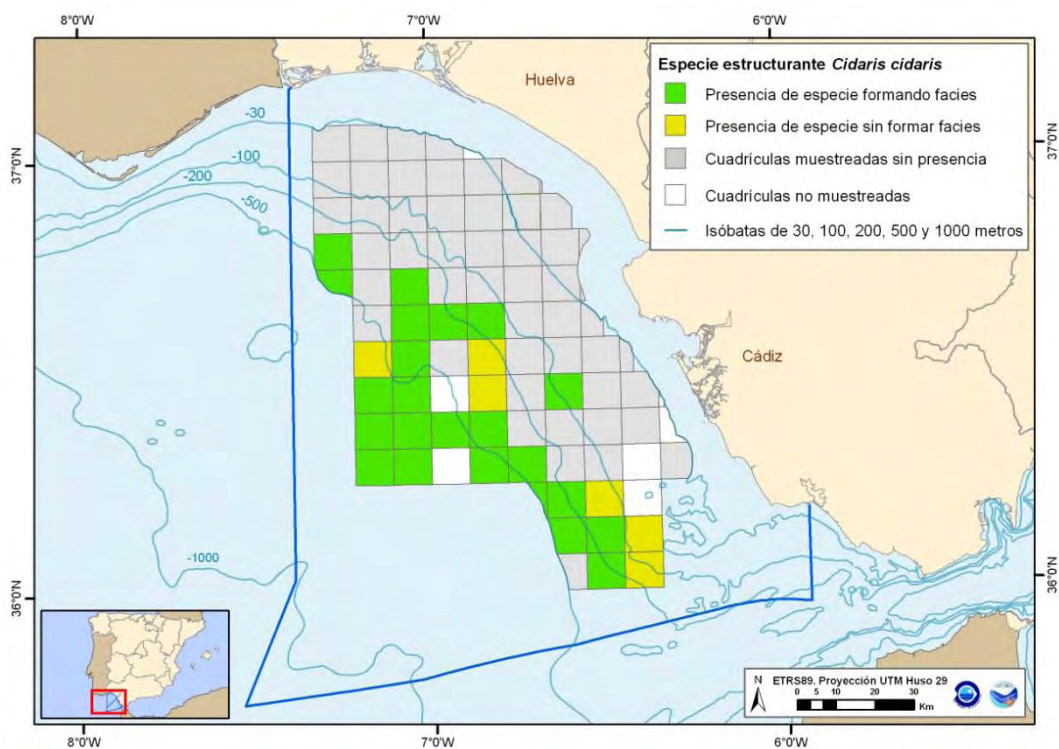 8°0'W
7°0'W
6°0'W
Huelva
Especie estructurante Cidaris cidaris
Presencia de especie formando facies
Presencia de especie sin formar facies
Cuadrículas muestreadas sin presencia
Cuadrículas no muestreadas
Isóbatas de 30, 100, 200, 500 y 1000 metros
-30
-100
-200
-500
37°0'N
37°0'N
Cádiz
-1000
36°0'N
36°0'N
N
ETRS89. Proyección UTM Huso 29
0 5 10 20 30
Km
8°0'W
7°0'W
6°0'W